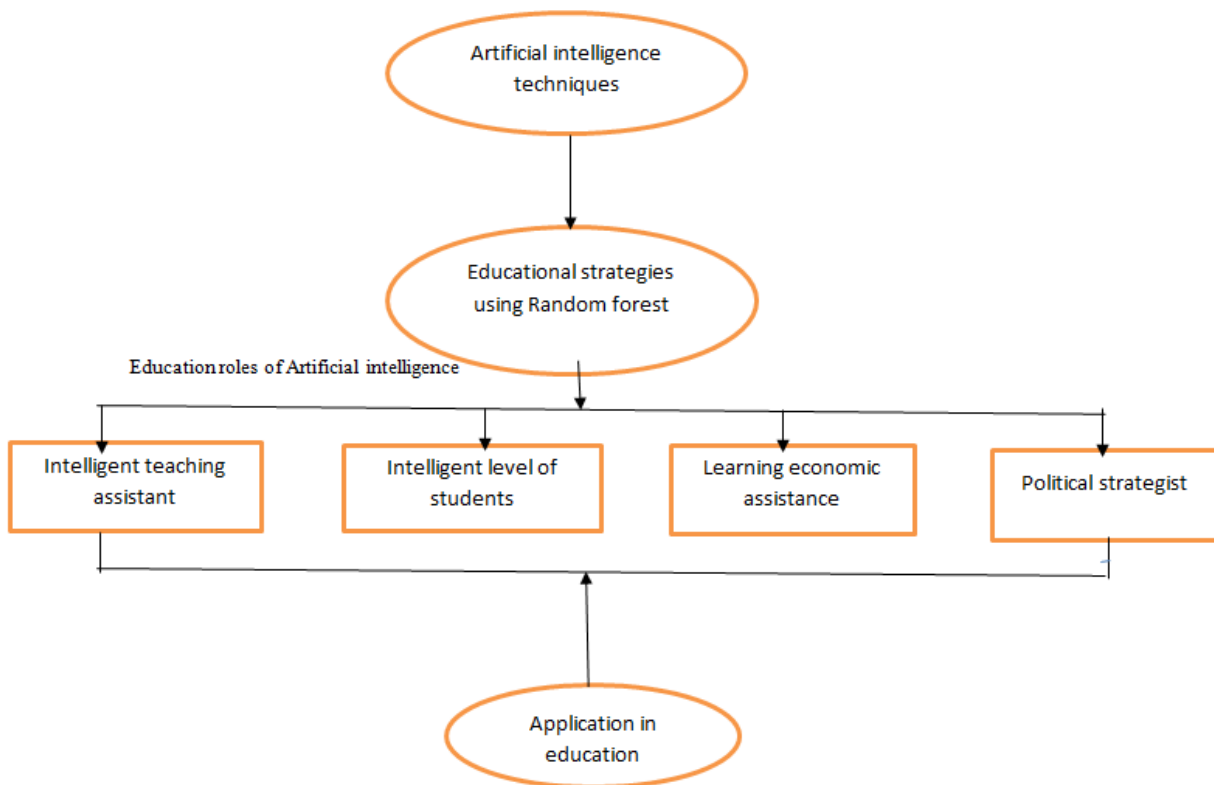 Artificial intelligence
techniques
Educational strategies
using Random forest
Education roles of Artificial intelligence
Intelligent teaching
assistant
Intelligent level of
students
Learning economic
assistance
Political strategist
Application in
education